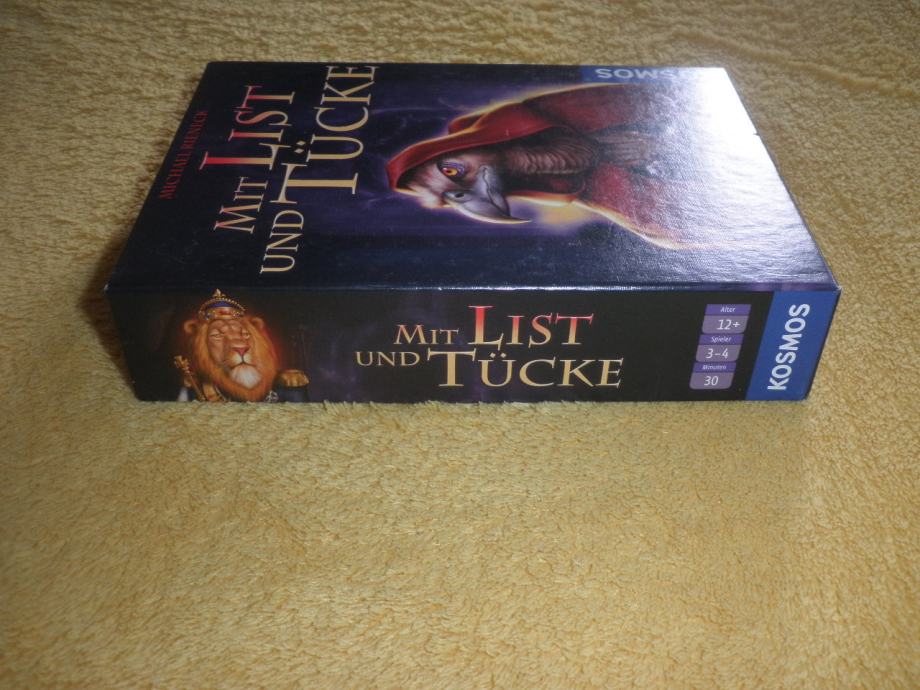 MICHAEL RIENECK
MIT LIST
UND TÜCKE
KOSMOS
MIT LIST
UND TÜCKE
Alter
12+
Spieler
3–4
Minuten
30
KOSMOS